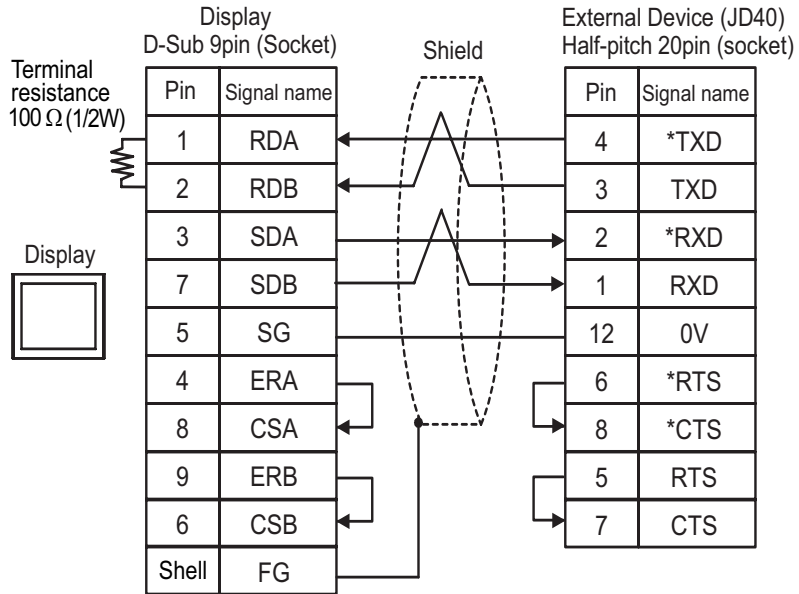 Display
D-Sub 9pin (Socket)
Shield
External Device (JD40)
Half-pitch 20pin (socket)
Terminal
resistance
100 Ω (1/2W)
Display
Pin Signal name
1 RDA
2 RDB
3 SDA
7 SDB
5 SG
4 ERA
8 CSA
9 ERB
6 CSB
Shell FG
Pin Signal name
4 *TXD
3 TXD
2 *RXD
1 RXD
12 0V
6 *RTS
8 *CTS
5 RTS
7 CTS